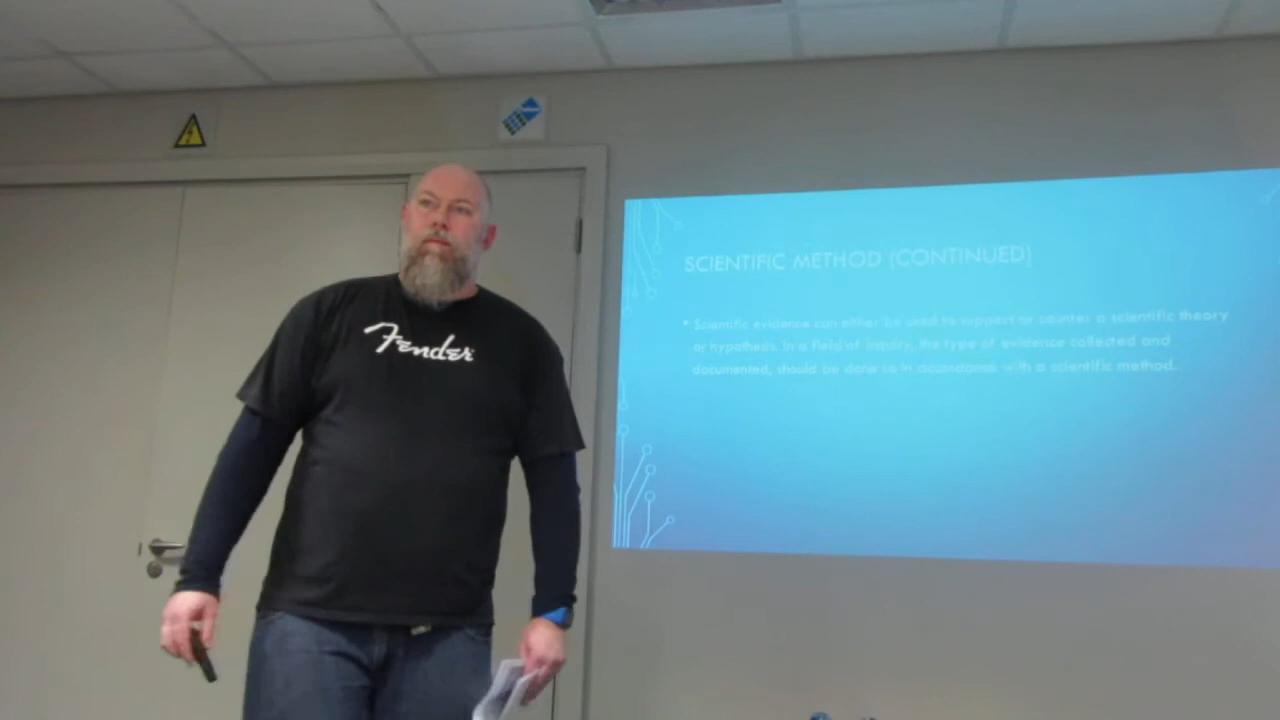 Fender
SCIENTIFIC METHOD (CONTINUED)
• Scientific evidence can either be used to support or counter a scientific theory
or hypothesis. In a field of inquiry, the type of evidence collected and
documented, should be done so in accordance with a scientific method.